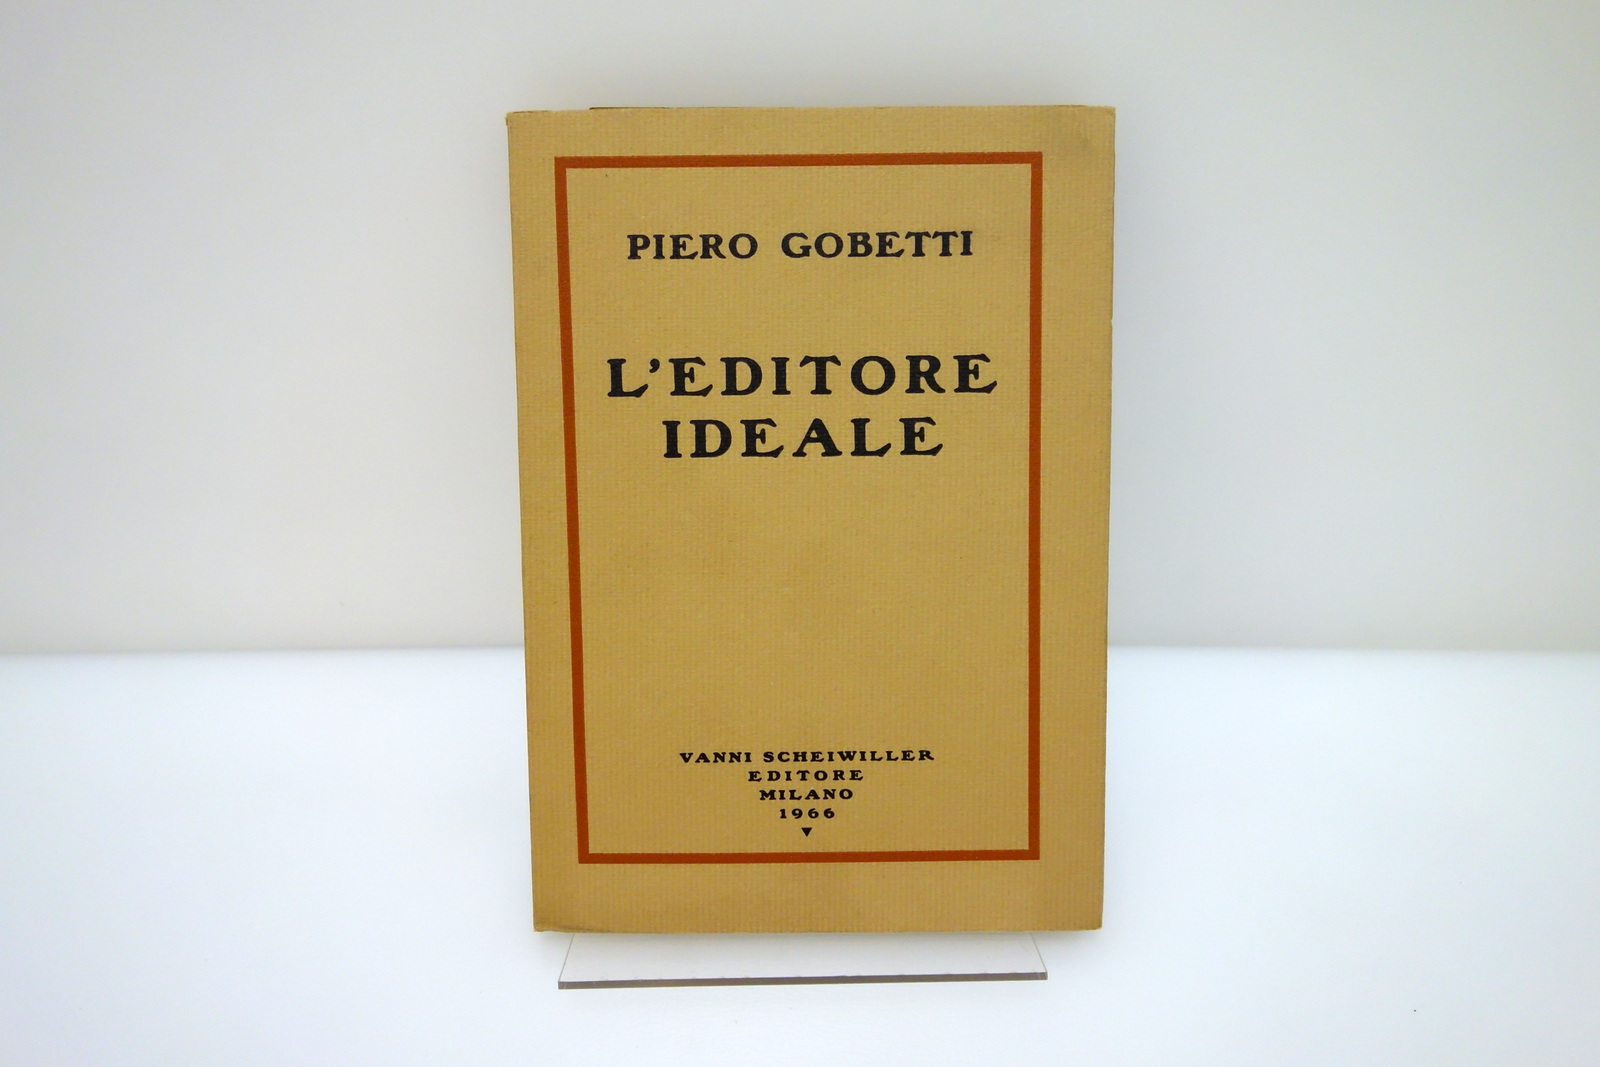 PIERO GOBETTI
L'EDITORE
IDEALE
VANNI SCHEIWILLER
EDITORE
MILANO
1966